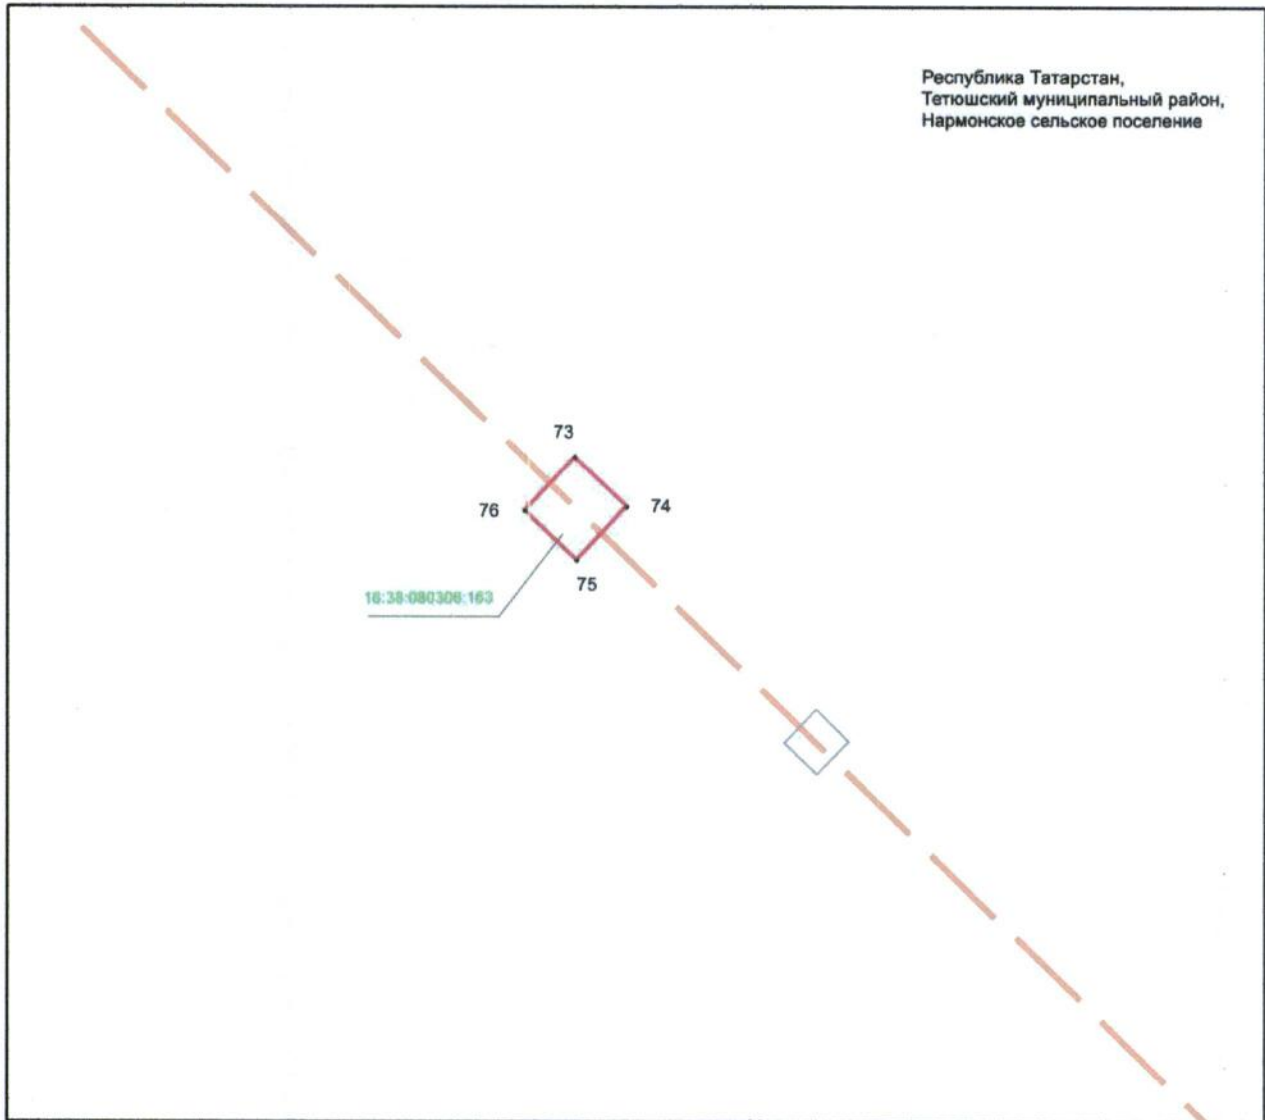 Республика Татарстан,
Тетюшский муниципальный район,
Нармонское сельское поселение
73
76
74
75
16:38:080306:163